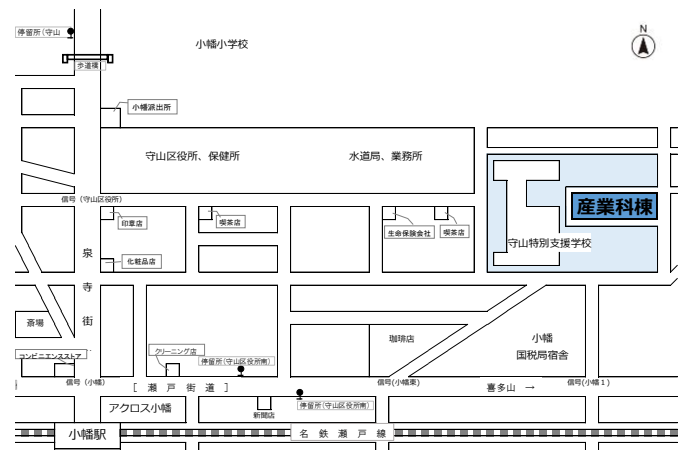 停留所（守山
N
小幡小学校
歩道橋
小幡派出所
守山区役所、保健所
水道局、業務所
信号（守山区役所）
産業科棟
印章店
喫茶店
生命保険会社
喫茶店
守山特別支援学校
泉寺街
化粧品店
斎場
珈琲店
小幡
国税局宿舎
コンビニエンスストア
クリーニング店
停留所（守山区役所南）
信号（小幡）
[ 瀬戸街道 ]
信号(小幡東)
喜多山 →
信号(小幡１)
アクロス小幡
新聞店
停留所（守山区役所南）
小幡駅
名鉄瀬戸線